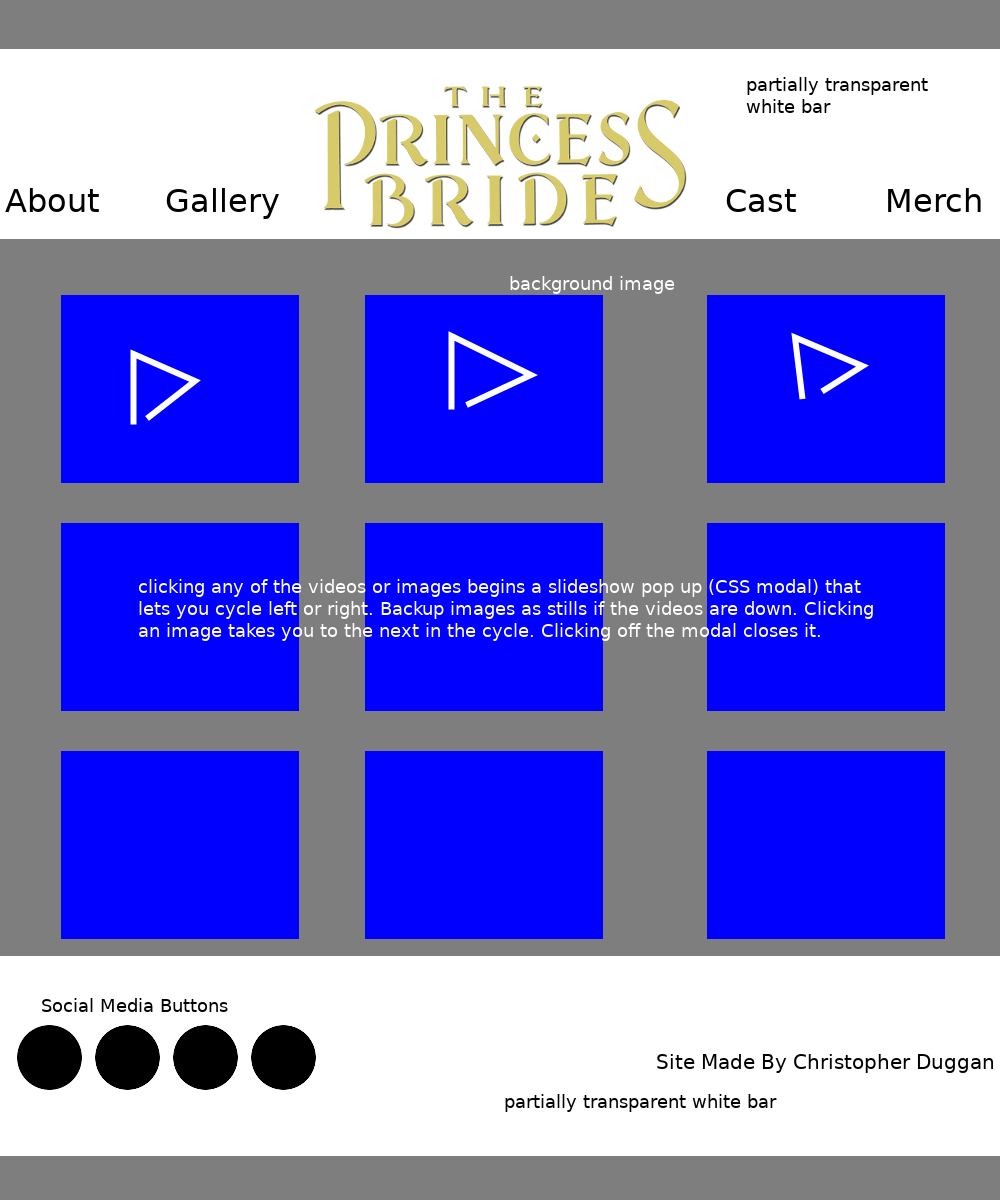 partially transparent
white bar
THE
PRINCESS
BRIDE
About
Gallery
Cast
Merch
background image
clicking any of the videos or images begins a slideshow pop up (CSS modal) that
lets you cycle left or right. Backup images as stills if the videos are down. Clicking
an image takes you to the next in the cycle. Clicking off the modal closes it.
Social Media Buttons
Site Made By Christopher Duggan
partially transparent white bar